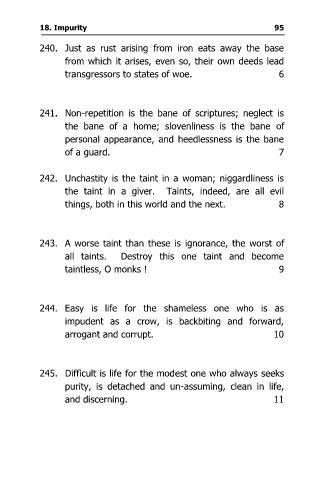 18. Impurity 95
240. Just as rust arising from iron eats away the base
from which it arises, even so, their own deeds lead
transgressors to states of woe. 6
241. Non-repetition is the bane of scriptures; neglect is
the bane of a home; slovenliness is the bane of
personal appearance, and heedlessness is the bane
of a guard. 7
242. Unchastity is the taint in a woman; niggardliness is
the taint in a giver. Taints, indeed, are all evil
things, both in this world and the next. 8
243. A worse taint than these is ignorance, the worst of
all taints. Destroy this one taint and become
taintless, O monks ! 9
244. Easy is life for the shameless one who is as
impudent as a crow, is backbiting and forward,
arrogant and corrupt. 10
245. Difficult is life for the modest one who always seeks
purity, is detached and un-assuming, clean in life,
and discerning. 11